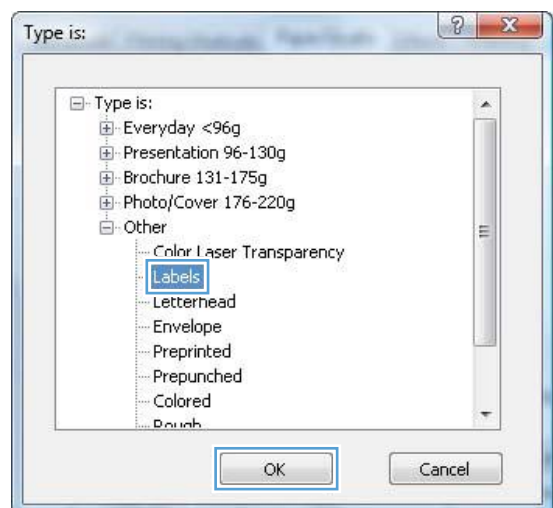 Type is:
Type is:
Everyday <96g
Presentation 96-130g
Brochure 131-175g
Photo/Cover 176-220g
Other
Color Laser Transparency
Labels
Letterhead
Envelope
Preprinted
Prepunched
Colored
Rough
OK
Cancel